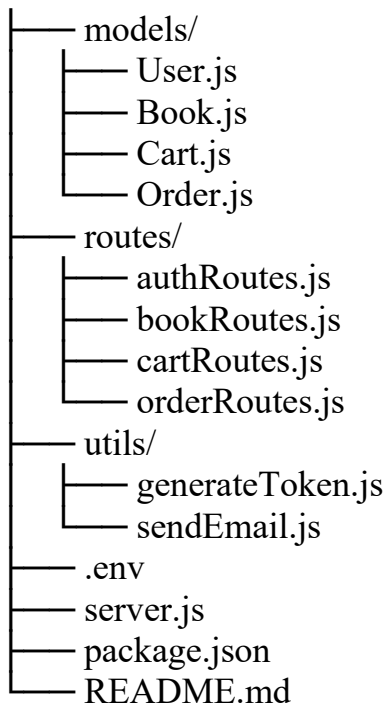 models/
User.js
Book.js
Cart.js
Order.js
routes/
authRoutes.js
bookRoutes.js
cartRoutes.js
orderRoutes.js
utils/
generateToken.js
sendEmail.js
.env
server.js
package.json
README.md